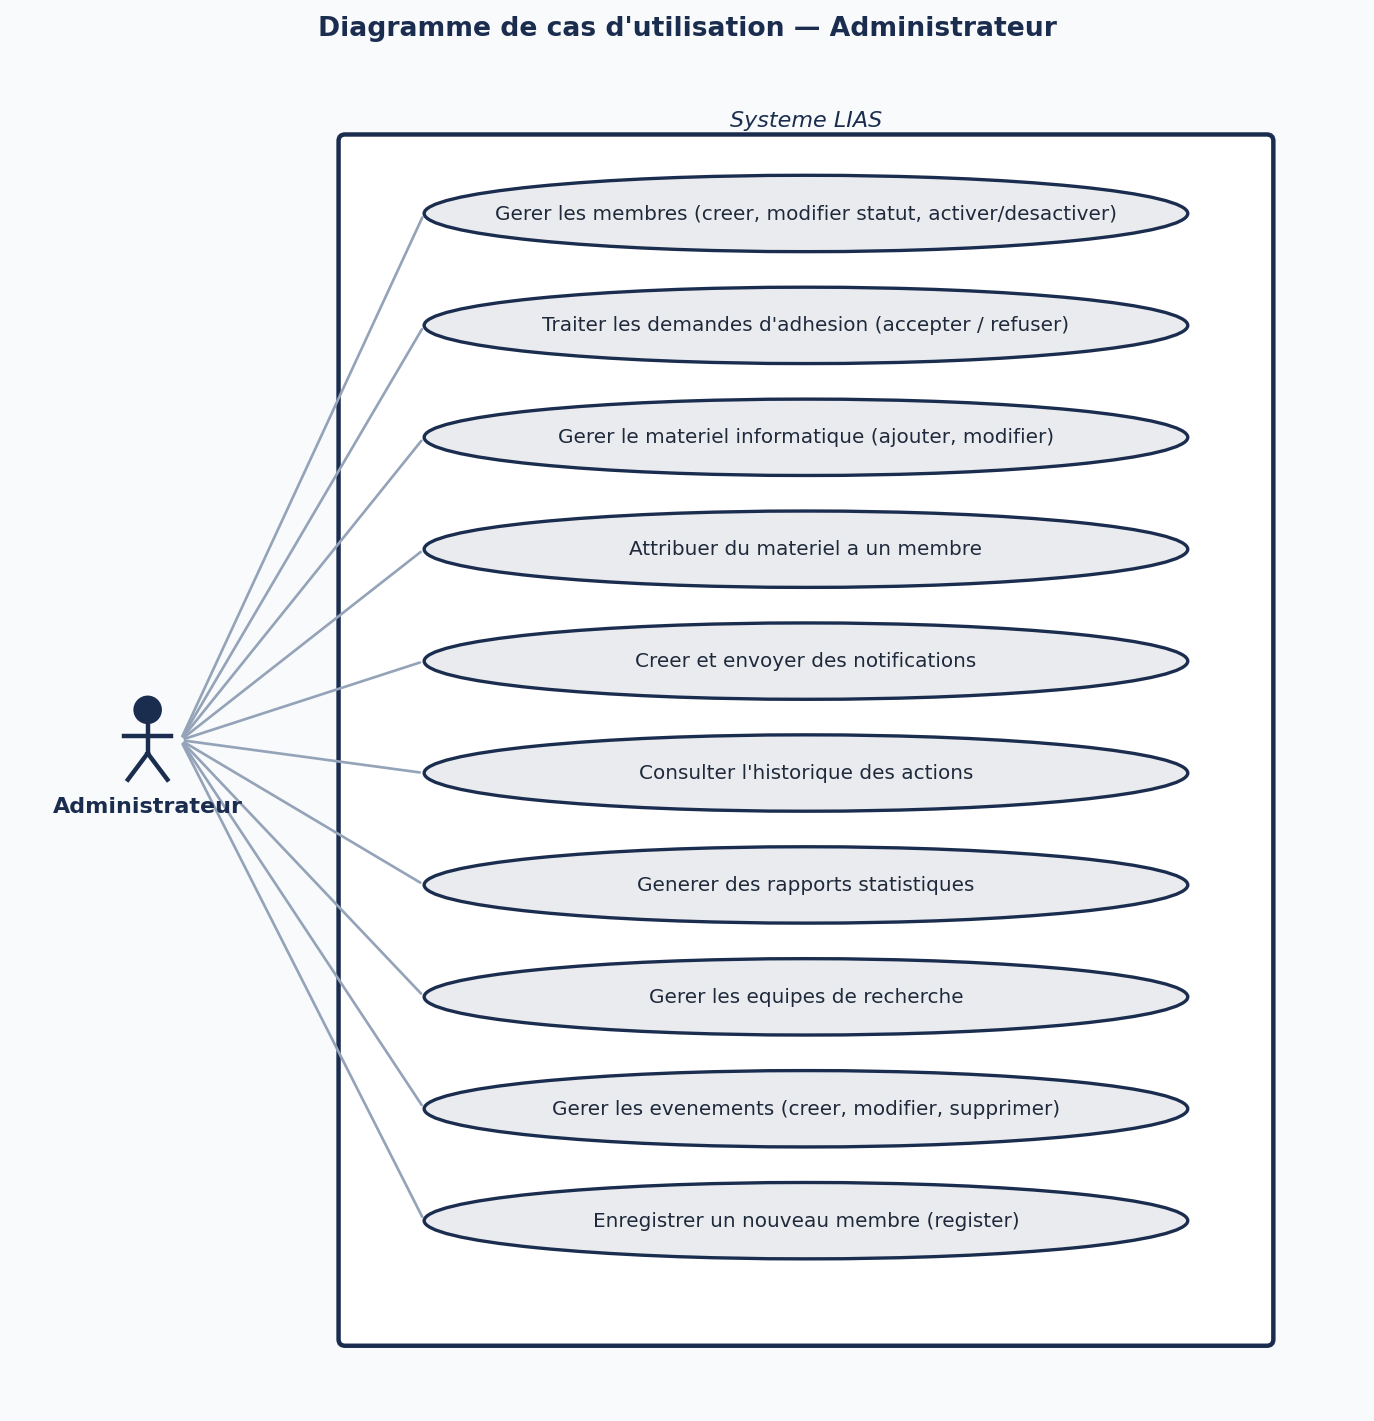 Diagramme de cas d'utilisation — Administrateur
Systeme LIAS
Gerer les membres (creer, modifier statut, activer/desactiver)
Traiter les demandes d'adhesion (accepter / refuser)
Gerer le materiel informatique (ajouter, modifier)
Attribuer du materiel a un membre
Creer et envoyer des notifications
Consulter l'historique des actions
Administrateur
Generer des rapports statistiques
Gerer les equipes de recherche
Gerer les evenements (creer, modifier, supprimer)
Enregistrer un nouveau membre (register)